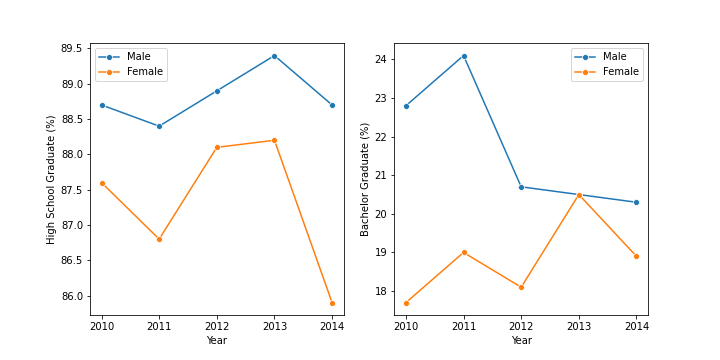 Male
Female
89.5
89.0
88.5
88.0
87.5
87.0
86.5
86.0
High School Graduate (%)
2010 2011 2012 2013 2014
Year
Male
Female
24
23
22
21
20
19
18
Bachelor Graduate (%)
2010 2011 2012 2013 2014
Year